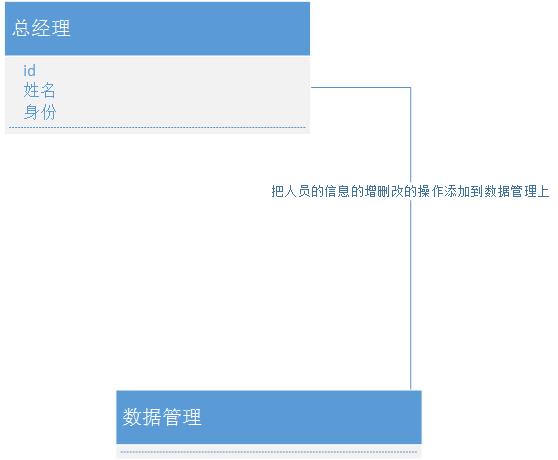 总经理
id
姓名
身份
把人员的信息的增删改的操作添加到数据管理上
数据管理